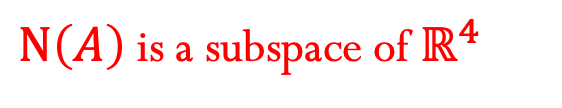 N(A) is a subspace of ℝ⁴